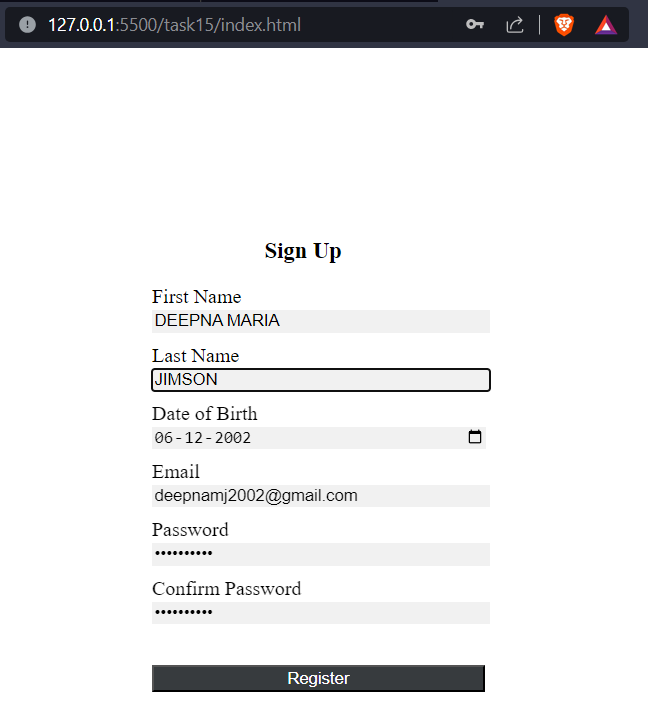 127.0.0.1:5500/task15/index.html
Sign Up
First Name
DEEPNA MARIA
Last Name
JIMSON
Date of Birth
06-12-2002
Email
deepnamj2002@gmail.com
Password
••••••••••
Confirm Password
••••••••••
Register